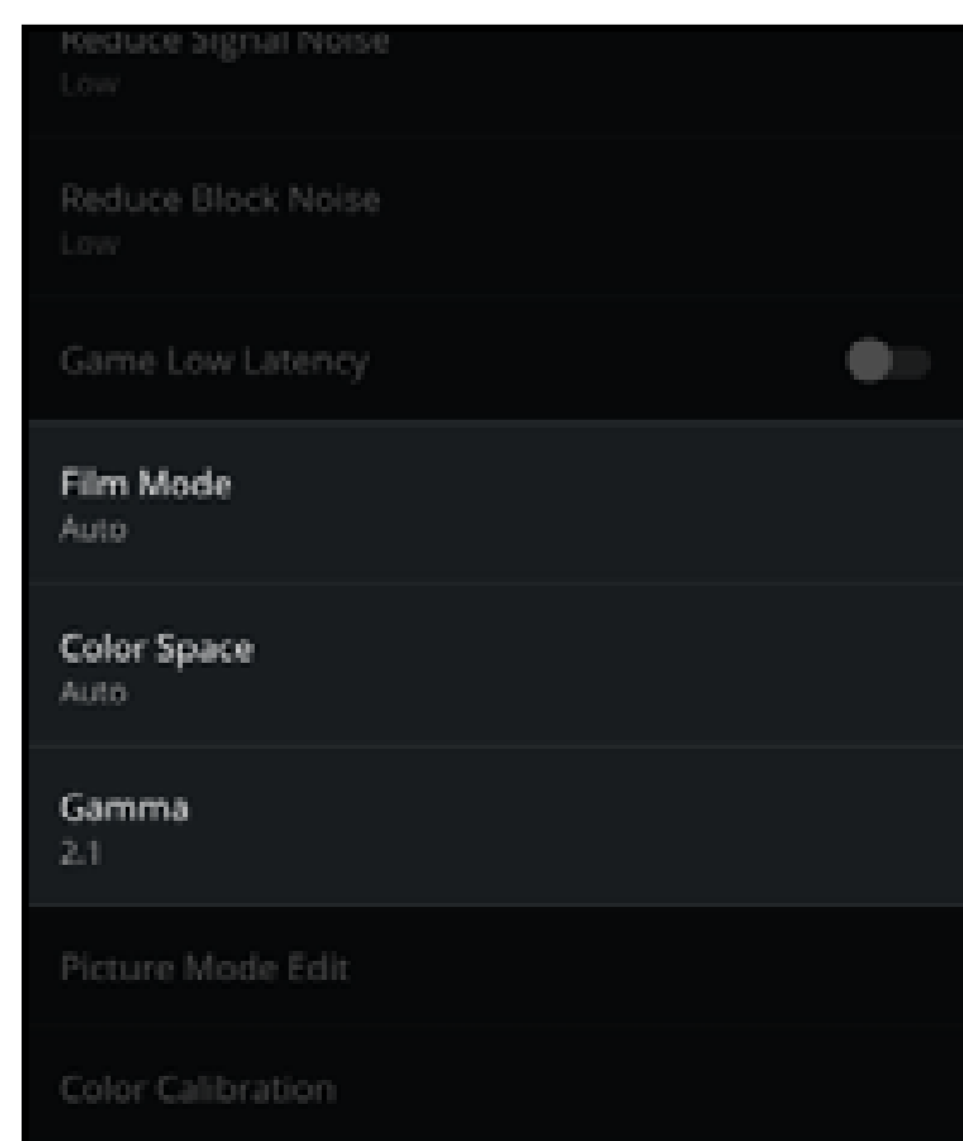 Reduce Signal Noise
Low
Reduce Block Noise
Low
Game Low Latency
Film Mode
Auto
Color Space
Auto
Gamma
2.1
Picture Mode Edit
Color Calibration